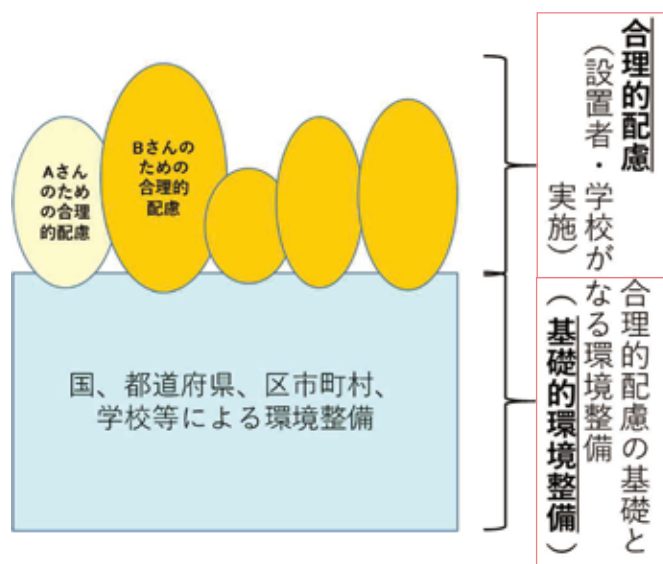 Aさん
のため
の合理
的配慮
Bさんの
ための
合理的
配慮
国、都道府県、区市町村、
学校等による環境整備
合理的配慮
（設置者・学校が
実施）
合理的配慮の基礎と
なる環境整備
（基礎的環境整備）